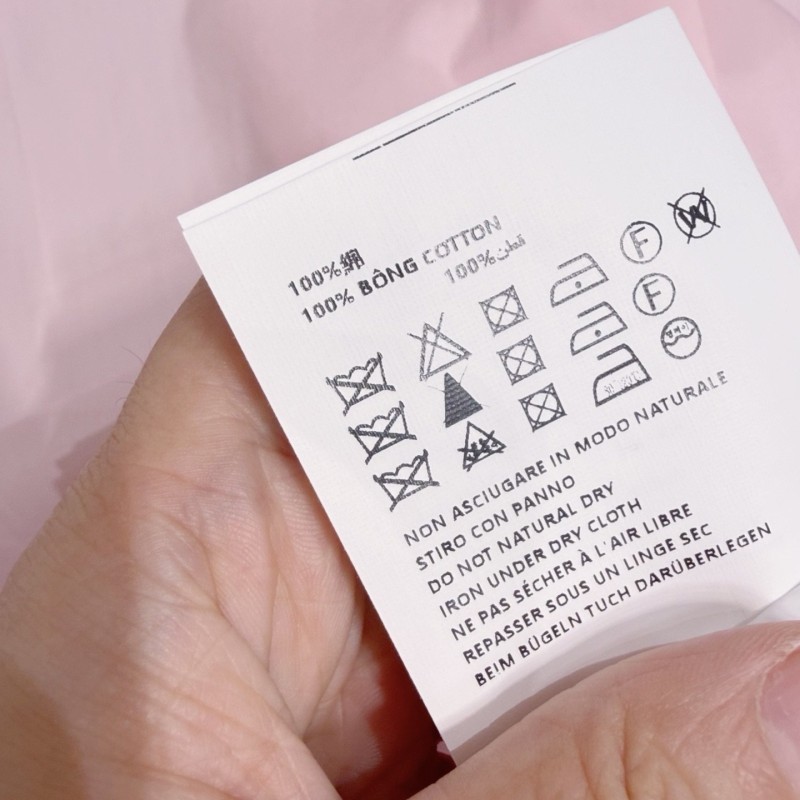 100%綿
100% BÔNG COTTON
100% قطن
F W
F
NON ASCIUGARE IN MODO NATURALE
STIRO CON PANNO
DO NOT NATURAL DRY
IRON UNDER DRY CLOTH
NE PAS SÉCHER À L'AIR LIBRE
REPASSER SOUS UN LINGE SEC
BEIM BÜGELN TUCH DARÜBERLEGEN